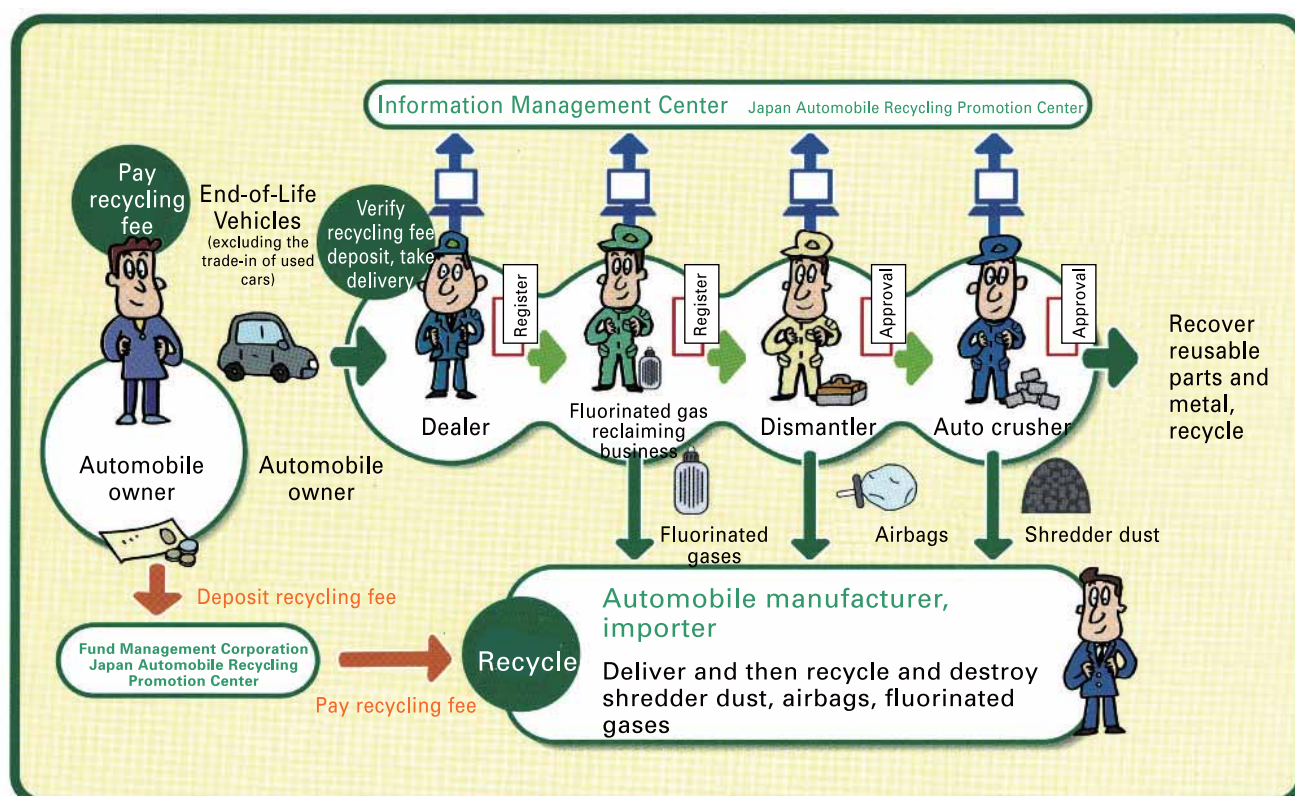 Information Management Center Japan Automobile Recycling Promotion Center
Pay
recycling
fee
End-of-Life
Vehicles
(excluding the
trade-in of used
cars)
Verify
recycling fee
deposit, take
delivery
Register
Register
Approval
Approval
Dealer
Fluorinated gas
reclaiming
business
Dismantler
Auto crusher
Recover
reusable
parts and
metal,
recycle
Automobile
owner
Automobile
owner
Fluorinated
gases
Airbags
Shredder dust
Deposit recycling fee
Fund Management Corporation
Japan Automobile Recycling
Promotion Center
Pay recycling fee
Recycle
Automobile manufacturer,
importer
Deliver and then recycle and destroy
shredder dust, airbags, fluorinated
gases